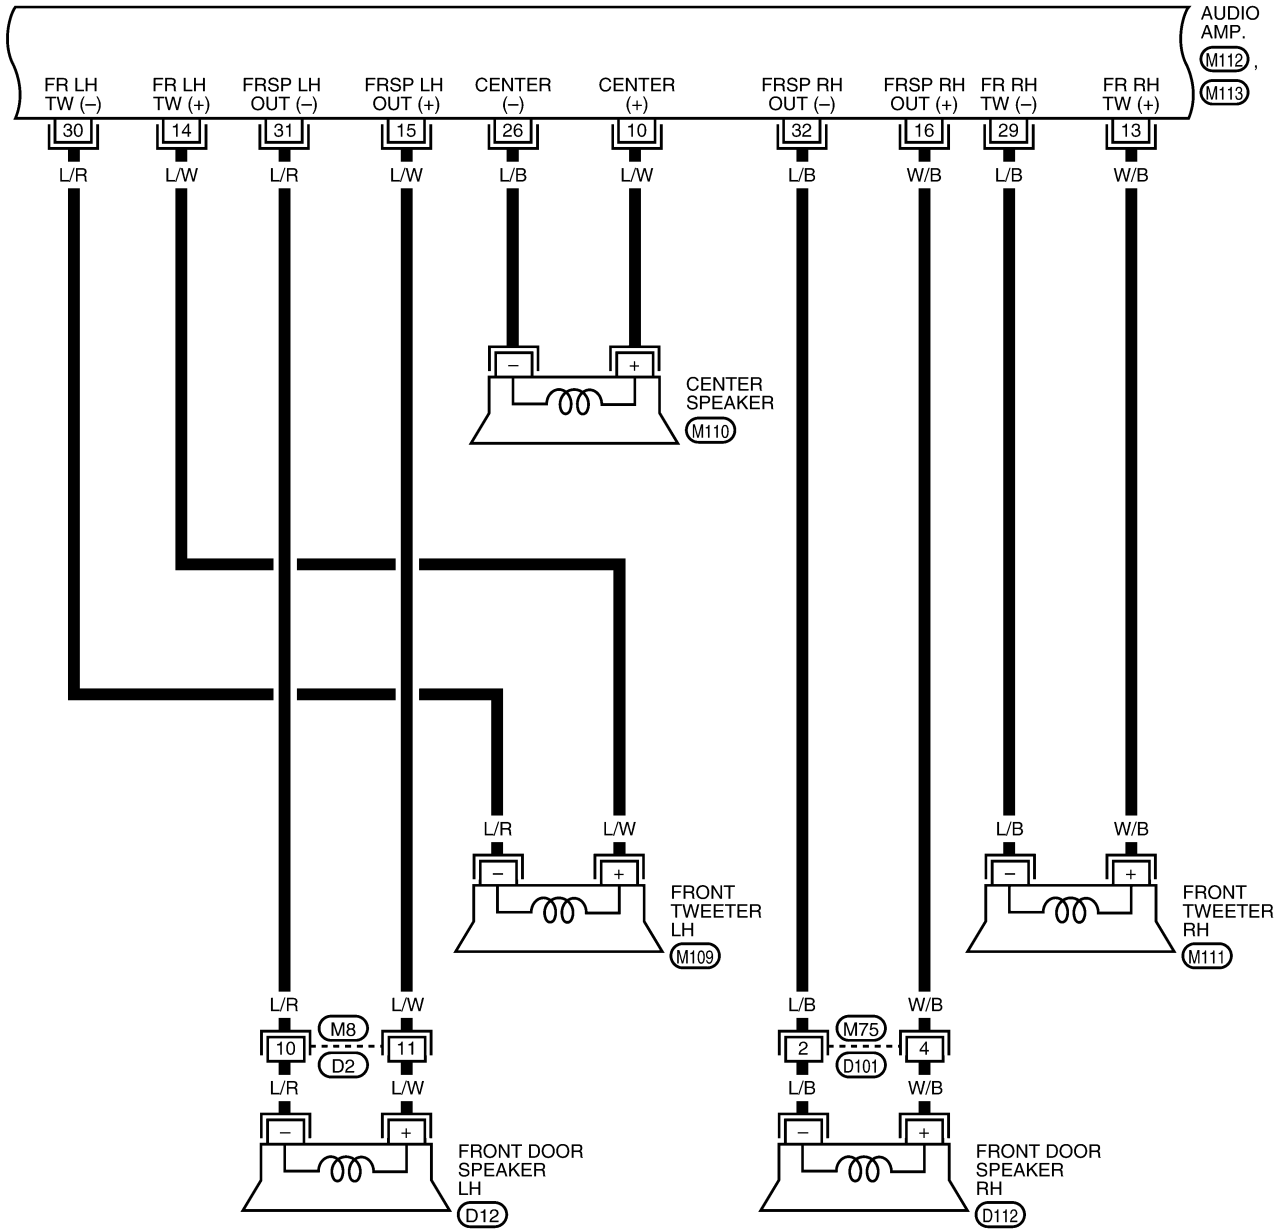 AUDIO
AMP.
M112 ,
M113
FR LH
TW (–)
FR LH
TW (+)
FRSP LH
OUT (–)
FRSP LH
OUT (+)
CENTER
(–)
CENTER
(+)
FRSP RH
OUT (–)
FRSP RH
OUT (+)
FR RH
TW (–)
FR RH
TW (+)
30 14 31 15 26 10 32 16 29 13
L/R L/W L/R L/W L/B L/W L/B W/B L/B W/B
– +
CENTER
SPEAKER
M110
L/R L/W L/B W/B
– + – +
FRONT
TWEETER
LH
M109
FRONT
TWEETER
RH
M111
L/R L/W L/B W/B
10 M8 11 2 M75 4
D2 D101
L/R L/W L/B W/B
– + – +
FRONT DOOR
SPEAKER
LH
D12
FRONT DOOR
SPEAKER
RH
D112